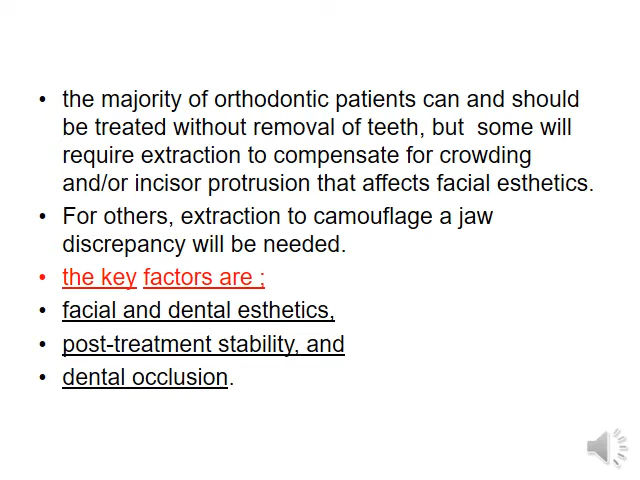 • the majority of orthodontic patients can and should
be treated without removal of teeth, but  some will
require extraction to compensate for crowding
and/or incisor protrusion that affects facial esthetics.
• For others, extraction to camouflage a jaw
discrepancy will be needed.
• the key factors are ;
• facial and dental esthetics,
• post-treatment stability, and
• dental occlusion.